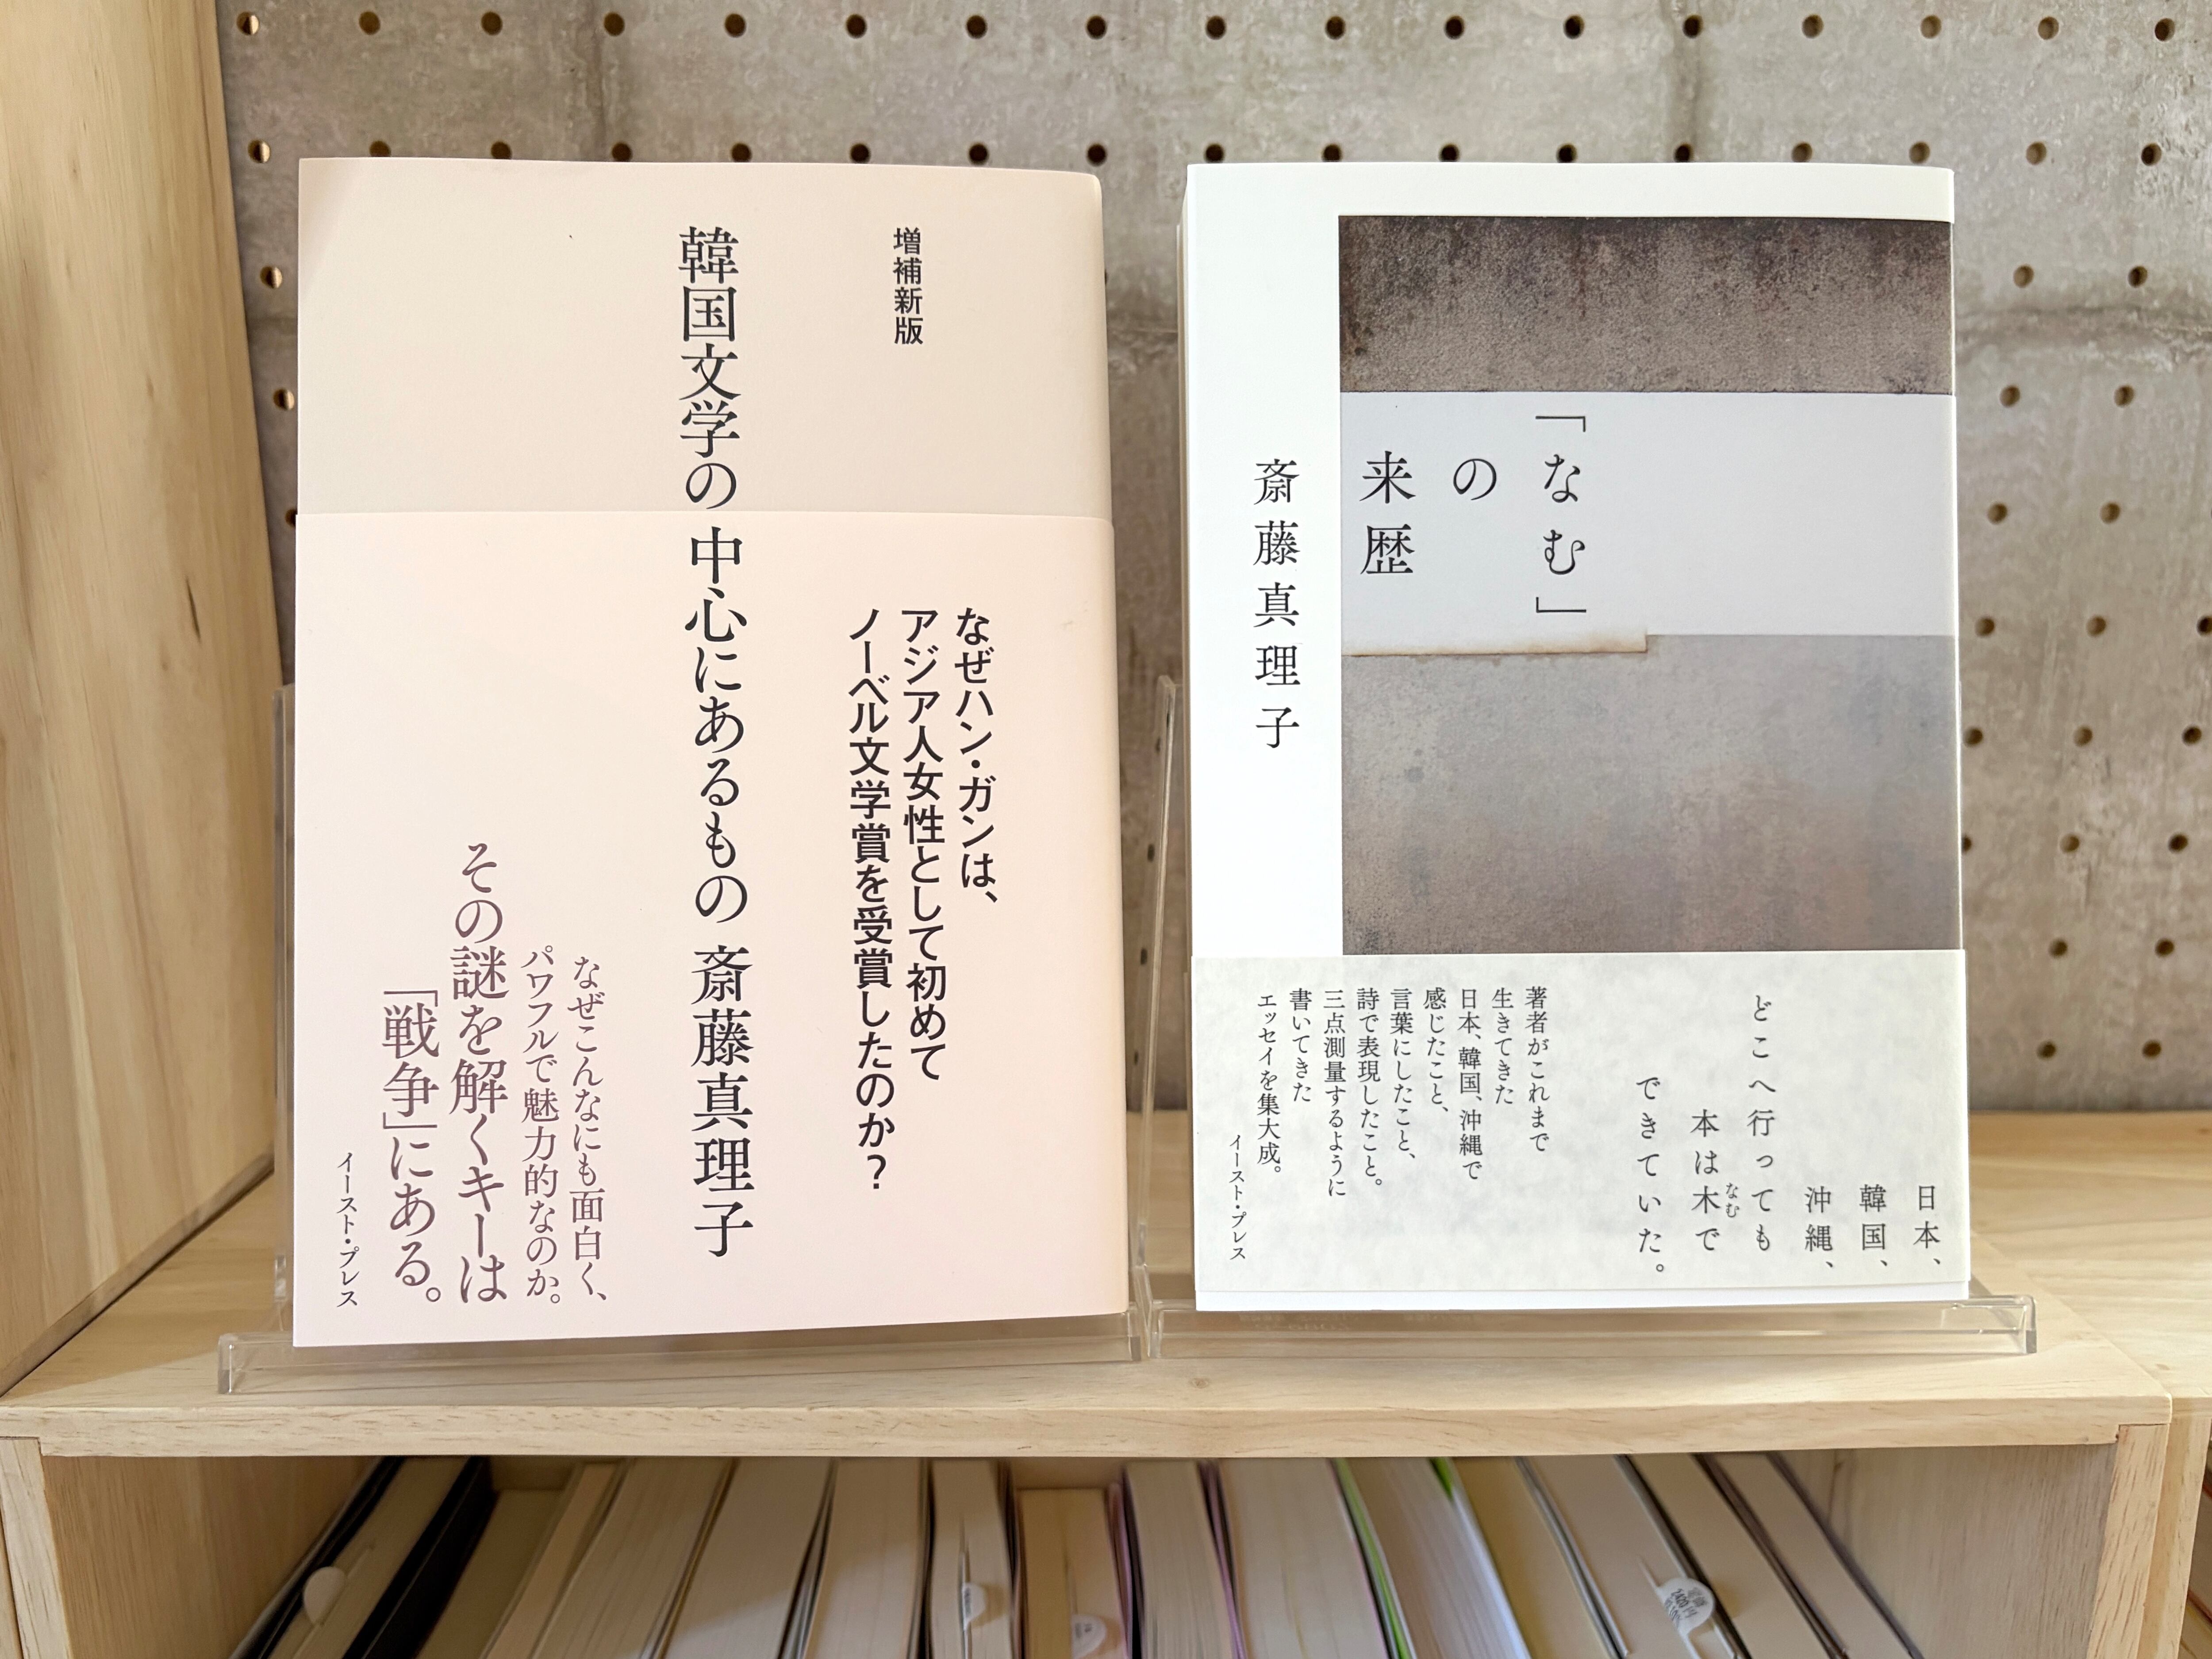 増補新版
韓国文学の中心にあるもの 斎藤真理子
なぜハン・ガンは、
アジア人女性として初めて
ノーベル文学賞を受賞したのか?
なぜこんなにも面白く、
パワフルで魅力的なのか。
その謎を解くキーは
「戦争」にある。
イースト・プレス
「なむ」
の
来歴
斎藤真理子
日本、
韓国、
沖縄、
どこへ行っても
本は木なむで
できていた。
著者がこれまで
生きてきた
日本、韓国、沖縄で
感じたこと、
言葉にしたこと、
詩で表現したこと。
三点測量するように
書いてきた
エッセイを集大成。
イースト・プレス